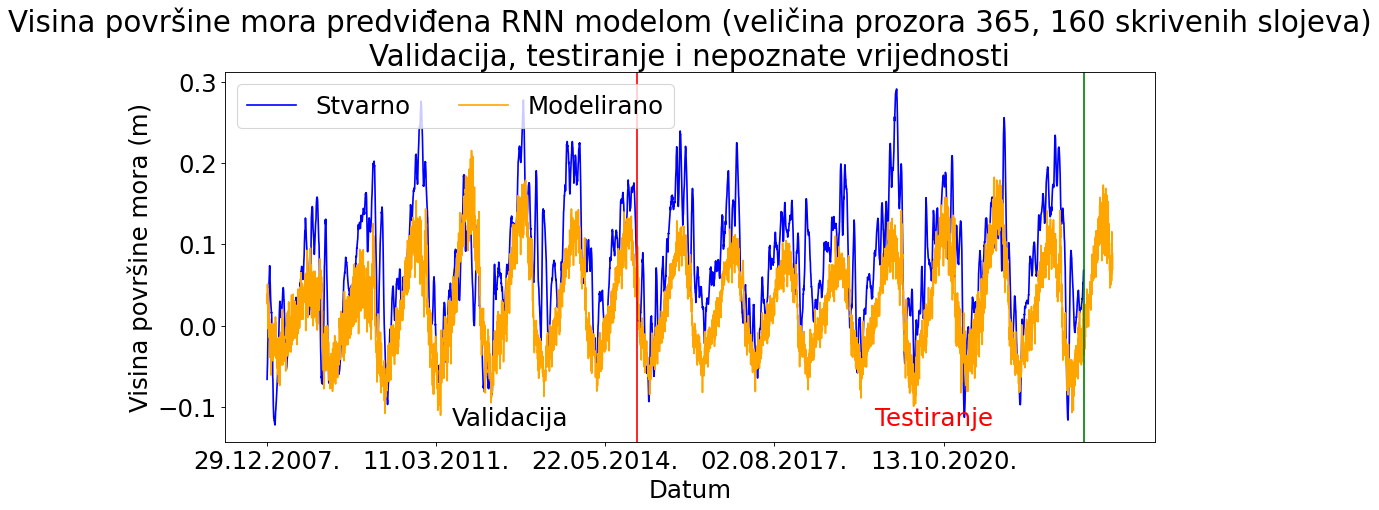 Visina površine mora predviđena RNN modelom (veličina prozora 365, 160 skrivenih slojeva)
Validacija, testiranje i nepoznate vrijednosti
Stvarno
Modelirano
Visina površine mora (m)
0.3
0.2
0.1
0.0
−0.1
Validacija
Testiranje
29.12.2007.
11.03.2011.
22.05.2014.
02.08.2017.
13.10.2020.
Datum